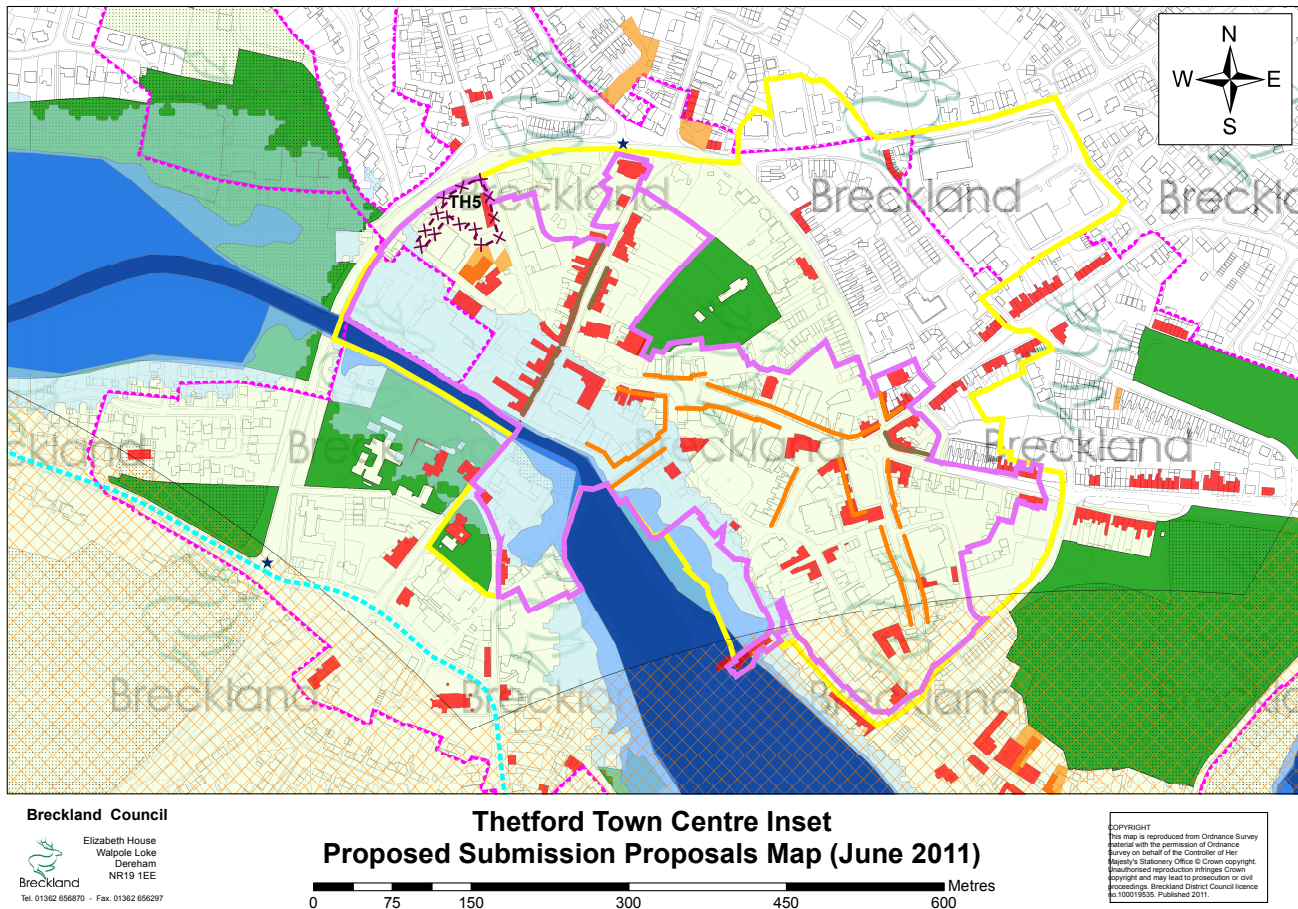 N
W E
S
TH5
Breckland
Breckland
Breckland
Breckland
Breckland
Breckland
Breckland
Breckland
Breckland
Breckland
Breckland Council
Elizabeth House
Walpole Loke
Dereham
NR19 1EE
Breckland
Tel. 01362 656870 - Fax. 01362 656297
Thetford Town Centre Inset
Proposed Submission Proposals Map (June 2011)
Metres
0 75 150 300 450 600
COPYRIGHT
This map is reproduced from Ordnance Survey
material with the permission of Ordnance
Survey on behalf of the Controller of Her
Majesty's Stationery Office © Crown copyright.
Unauthorised reproduction infringes Crown
copyright and may lead to prosecution or civil
proceedings. Breckland District Council licence
no.100019535. Published 2011.